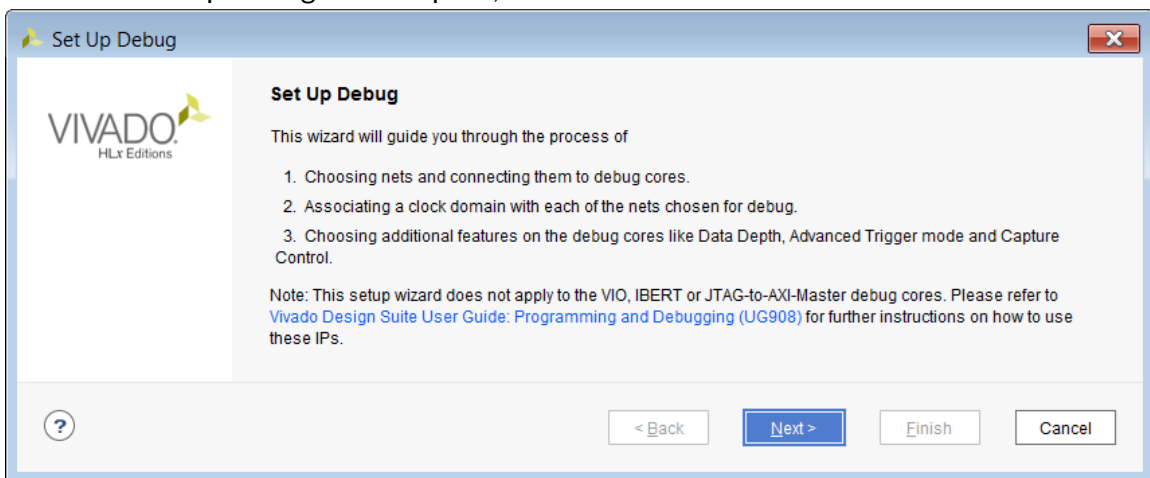 Set Up Debug
VIVADO.
HLx Editions
Set Up Debug
This wizard will guide you through the process of
1. Choosing nets and connecting them to debug cores.
2. Associating a clock domain with each of the nets chosen for debug.
3. Choosing additional features on the debug cores like Data Depth, Advanced Trigger mode and Capture
Control.
Note: This setup wizard does not apply to the VIO, IBERT or JTAG-to-AXI-Master debug cores. Please refer to
Vivado Design Suite User Guide: Programming and Debugging (UG908) for further instructions on how to use
these IPs.
?
< Back
Next >
Finish
Cancel